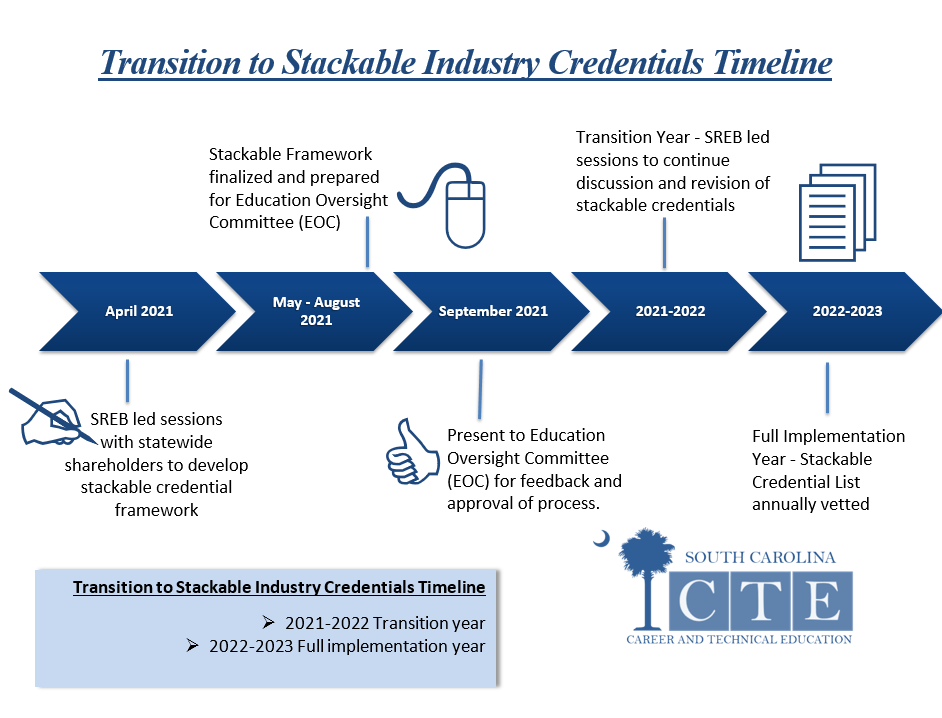 Transition to Stackable Industry Credentials Timeline
Stackable Framework
finalized and prepared
for Education Oversight
Committee (EOC)
Transition Year - SREB led
sessions to continue
discussion and revision of
stackable credentials
April 2021
May - August
2021
September 2021
2021-2022
2022-2023
SREB led sessions
with statewide
shareholders to develop
stackable credential
framework
Present to Education
Oversight Committee
(EOC) for feedback and
approval of process.
Full Implementation
Year - Stackable
Credential List
annually vetted
Transition to Stackable Industry Credentials Timeline
➢ 2021-2022 Transition year
➢ 2022-2023 Full implementation year
SOUTH CAROLINA
CTE
CAREER AND TECHNICAL EDUCATION